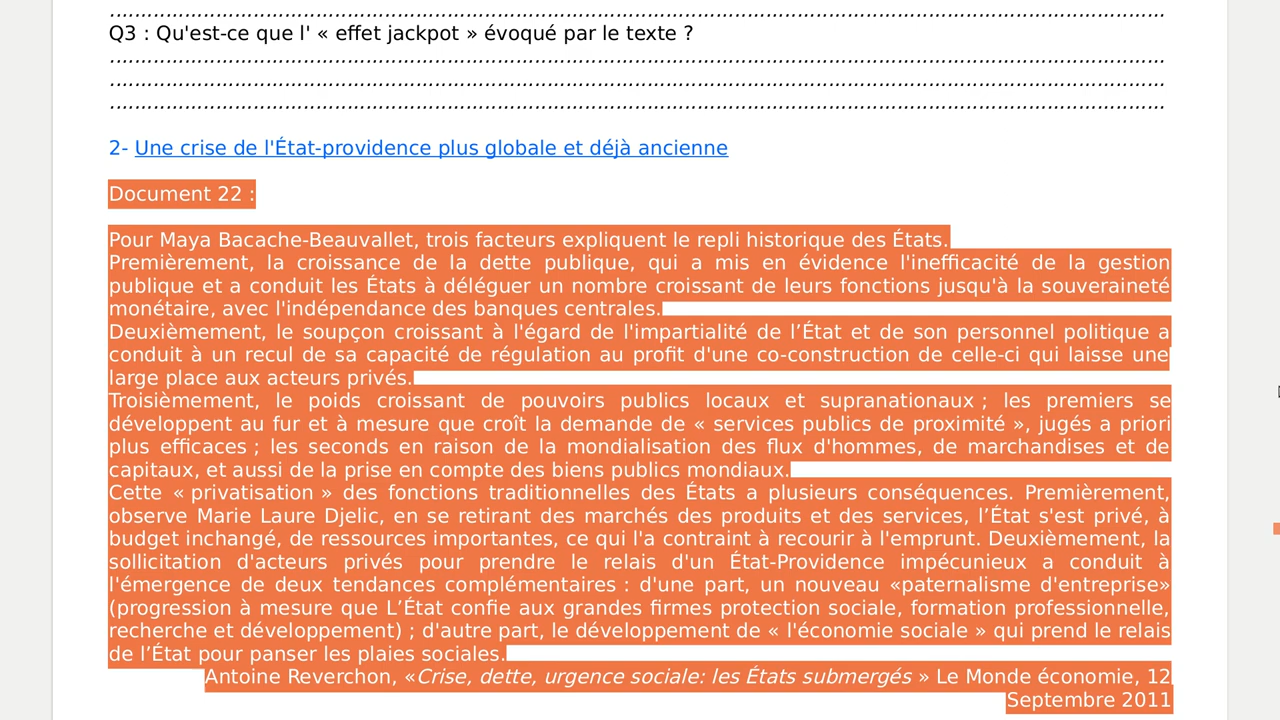 ................................................................................................................................................................
Q3 : Qu'est-ce que l' « effet jackpot » évoqué par le texte ?
................................................................................................................................................................
................................................................................................................................................................
................................................................................................................................................................
2- Une crise de l'État-providence plus globale et déjà ancienne
Document 22 :
Pour Maya Bacache-Beauvallet, trois facteurs expliquent le repli historique des États.
Premièrement, la croissance de la dette publique, qui a mis en évidence l'inefficacité de la gestion
publique et a conduit les États à déléguer un nombre croissant de leurs fonctions jusqu'à la souveraineté
monétaire, avec l'indépendance des banques centrales.
Deuxièmement, le soupçon croissant à l'égard de l'impartialité de l’État et de son personnel politique a
conduit à un recul de sa capacité de régulation au profit d'une co-construction de celle-ci qui laisse une
large place aux acteurs privés.
Troisièmement, le poids croissant de pouvoirs publics locaux et supranationaux ; les premiers se
développent au fur et à mesure que croît la demande de « services publics de proximité », jugés a priori
plus efficaces ; les seconds en raison de la mondialisation des flux d'hommes, de marchandises et de
capitaux, et aussi de la prise en compte des biens publics mondiaux.
Cette « privatisation » des fonctions traditionnelles des États a plusieurs conséquences. Premièrement,
observe Marie Laure Djelic, en se retirant des marchés des produits et des services, l’État s'est privé, à
budget inchangé, de ressources importantes, ce qui l'a contraint à recourir à l'emprunt. Deuxièmement, la
sollicitation d'acteurs privés pour prendre le relais d'un État-Providence impécunieux a conduit à
l'émergence de deux tendances complémentaires : d'une part, un nouveau «paternalisme d'entreprise»
(progression à mesure que L’État confie aux grandes firmes protection sociale, formation professionnelle,
recherche et développement) ; d'autre part, le développement de « l'économie sociale » qui prend le relais
de l’État pour panser les plaies sociales.
Antoine Reverchon, «Crise, dette, urgence sociale: les États submergés » Le Monde économie, 12
Septembre 2011